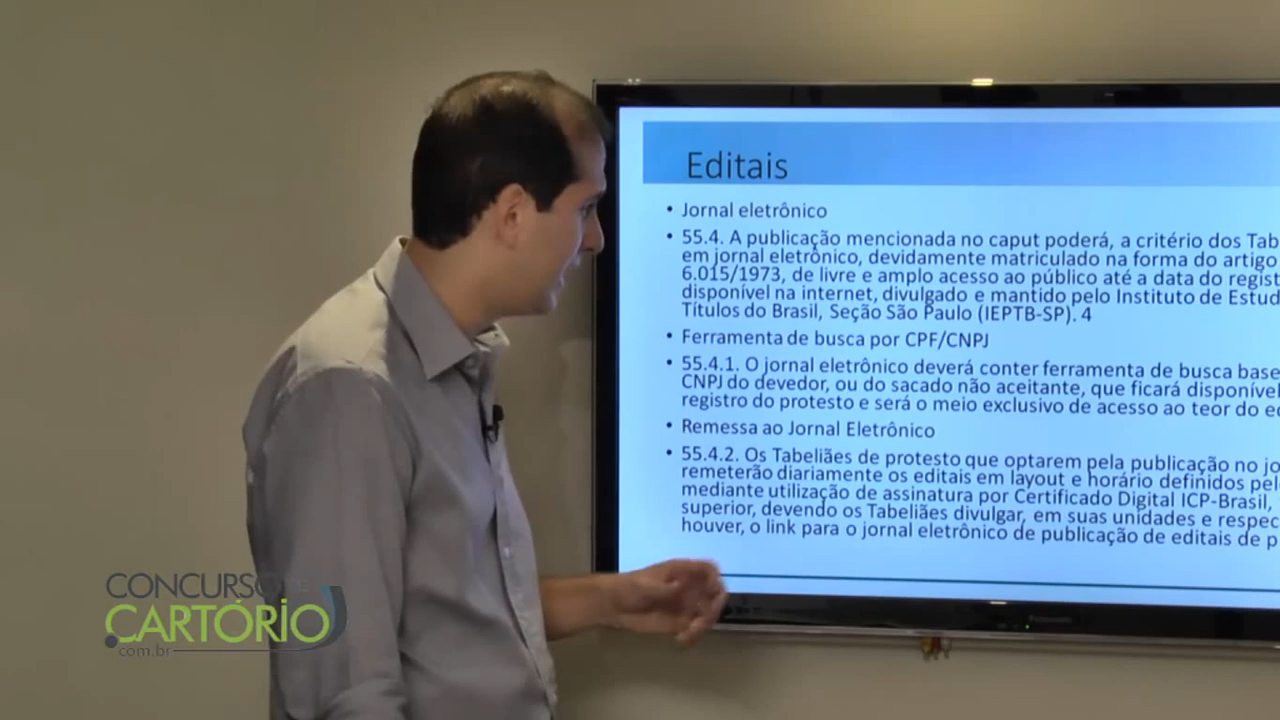 Editais
• Jornal eletrônico
• 55.4. A publicação mencionada no caput poderá, a critério dos Tab
em jornal eletrônico, devidamente matriculado na forma do artigo
6.015/1973, de livre e amplo acesso ao público até a data do regist
disponível na internet, divulgado e mantido pelo Instituto de Estud
Títulos do Brasil, Seção São Paulo (IEPTB-SP). 4
• Ferramenta de busca por CPF/CNPJ
• 55.4.1. O jornal eletrônico deverá conter ferramenta de busca base
CNPJ do devedor, ou do sacado não aceitante, que ficará disponível
registro do protesto e será o meio exclusivo de acesso ao teor do ed
• Remessa ao Jornal Eletrônico
• 55.4.2. Os Tabeliães de protesto que optarem pela publicação no jo
remeterão diariamente os editais em layout e horário definidos pel
mediante utilização de assinatura por Certificado Digital ICP-Brasil,
superior, devendo os Tabeliães divulgar, em suas unidades e respec
houver, o link para o jornal eletrônico de publicação de editais de p
CONCURSO DE
CARTÓRIO
.com.br